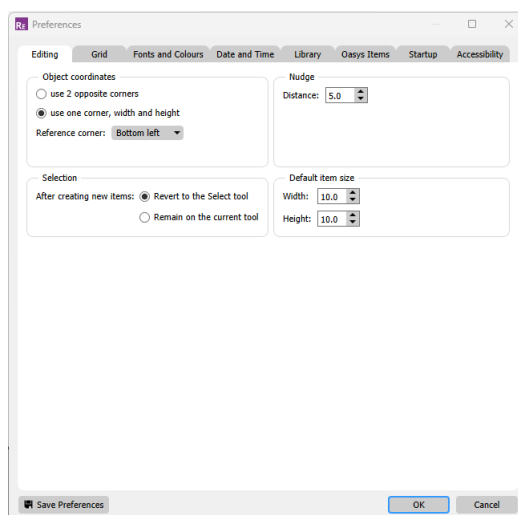 RE Preferences
Editing Grid Fonts and Colours Date and Time Library Oasys Items Startup Accessibility
Object coordinates
use 2 opposite corners
use one corner, width and height
Reference corner: Bottom left
Nudge
Distance: 5.0
Selection
After creating new items: Revert to the Select tool
Remain on the current tool
Default item size
Width: 10.0
Height: 10.0
Save Preferences OK Cancel